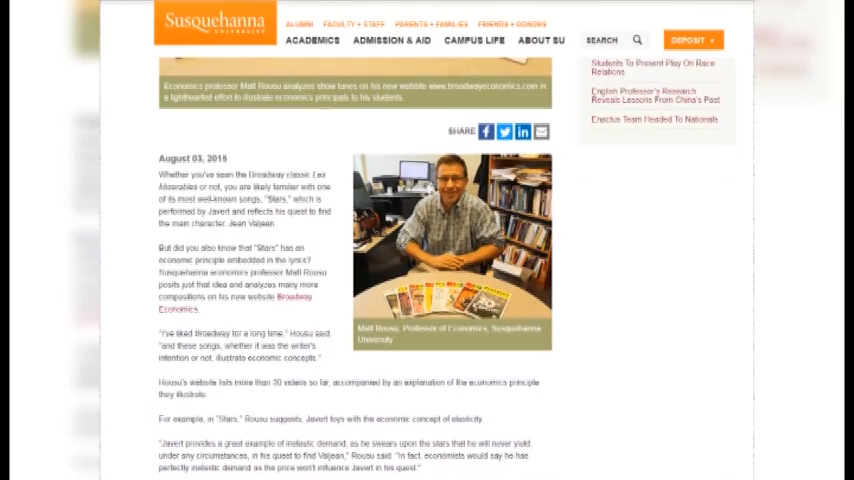 Susquehanna
UNIVERSITY
ALUMNI FACULTY + STAFF PARENTS + FAMILIES FRIENDS + DONORS
ACADEMICS ADMISSION & AID CAMPUS LIFE ABOUT SU SEARCH DEPOSIT
Economics professor Matt Rousu analyzes show tunes on his new website www.broadwayeconomics.com in
a lighthearted effort to illustrate economics principals to his students.
Students To Present Play On Race
Relations
English Professor's Research
Reveals Lessons From China's Past
Enactus Team Headed To Nationals
SHARE
August 03, 2015
Whether you've seen the Broadway classic Les
Miserables or not, you are likely familiar with one
of its most well-known songs, "Stars," which is
performed by Javert and reflects his quest to find
the main character, Jean Valjean.
But did you also know that "Stars" has an
economic principle embedded in the lyrics?
Susquehanna economics professor Matt Rousu
posits just that idea and analyzes many more
compositions on his new website Broadway
Economics.
"I've liked Broadway for a long time," Rousu said,
"and these songs, whether it was the writer's
intention or not, illustrate economic concepts."
Matt Rousu, Professor of Economics, Susquehanna
University
Rousu's website lists more than 30 videos so far, accompanied by an explanation of the economics principle
they illustrate.
For example, in "Stars," Rousu suggests, Javert toys with the economic concept of elasticity.
"Javert provides a great example of inelastic demand, as he swears upon the stars that he will never yield,
under any circumstances, in his quest to find Valjean," Rousu said. "In fact, economists would say he has
perfectly inelastic demand as the price won't influence Javert in his quest."